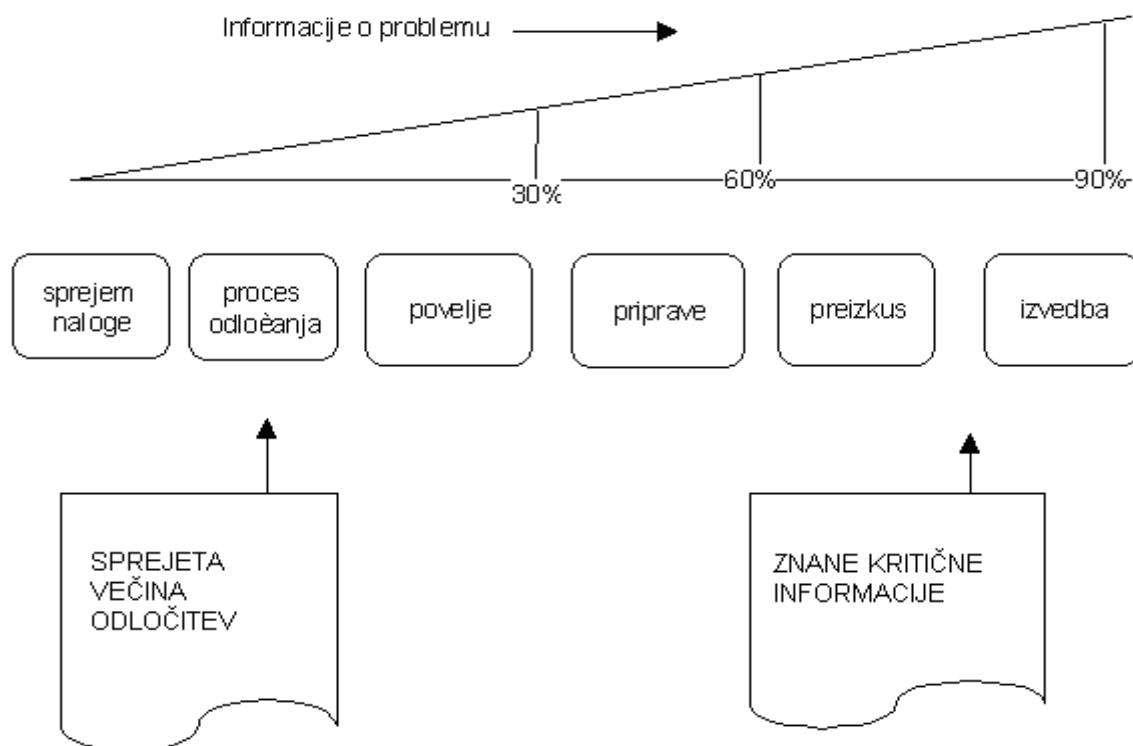 Informacije o problemu
30%
60%
90%
sprejem
naloge
proces
odloèanja
povelje
priprave
preizkus
izvedba
SPREJETA
VEČINA
ODLOČITEV
ZNANE KRITIČNE
INFORMACIJE